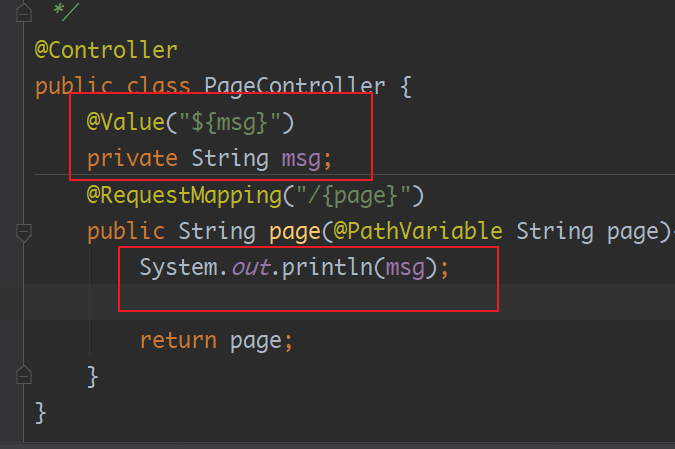 */
@Controller
public class PageController {
@Value("${msg}")
private String msg;
@RequestMapping("/{page}")
public String page(@PathVariable String page){
System.out.println(msg);
return page;
}
}